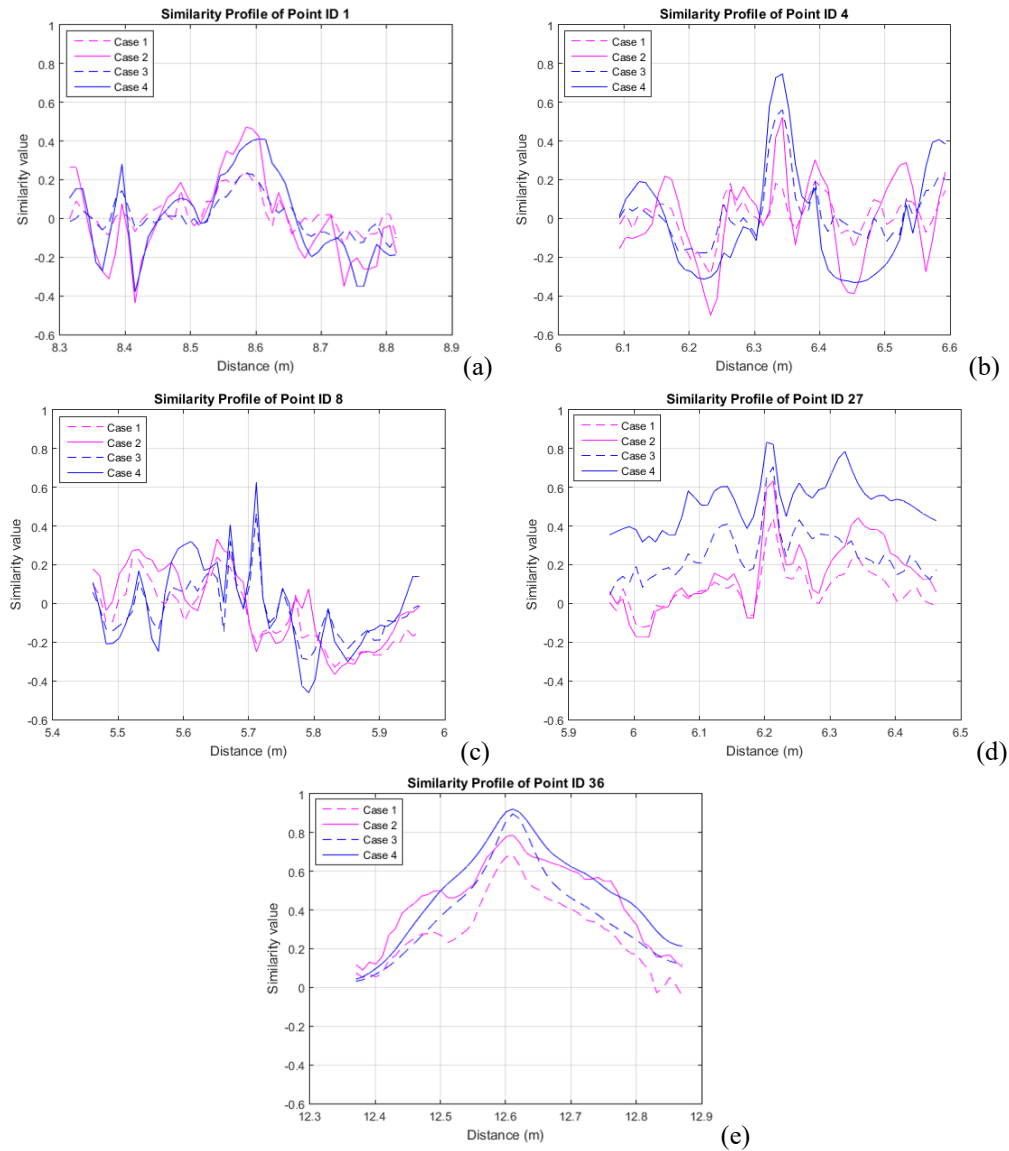 Similarity Profile of Point ID 1
1
0.8
0.6
0.4
0.2
0
-0.2
-0.4
-0.6
Similarity value
Case 1
Case 2
Case 3
Case 4
8.3 8.4 8.5 8.6 8.7 8.8 8.9
Distance (m)
(a)
Similarity Profile of Point ID 4
1
0.8
0.6
0.4
0.2
0
-0.2
-0.4
-0.6
Similarity value
Case 1
Case 2
Case 3
Case 4
6 6.1 6.2 6.3 6.4 6.5 6.6
Distance (m)
(b)
Similarity Profile of Point ID 8
1
0.8
0.6
0.4
0.2
0
-0.2
-0.4
-0.6
Similarity value
Case 1
Case 2
Case 3
Case 4
5.4 5.5 5.6 5.7 5.8 5.9 6
Distance (m)
(c)
Similarity Profile of Point ID 27
1
0.8
0.6
0.4
0.2
0
-0.2
-0.4
-0.6
Similarity value
Case 1
Case 2
Case 3
Case 4
5.9 6 6.1 6.2 6.3 6.4 6.5
Distance (m)
(d)
Similarity Profile of Point ID 36
1
0.8
0.6
0.4
0.2
0
-0.2
-0.4
-0.6
Similarity value
Case 1
Case 2
Case 3
Case 4
12.3 12.4 12.5 12.6 12.7 12.8 12.9
Distance (m)
(e)